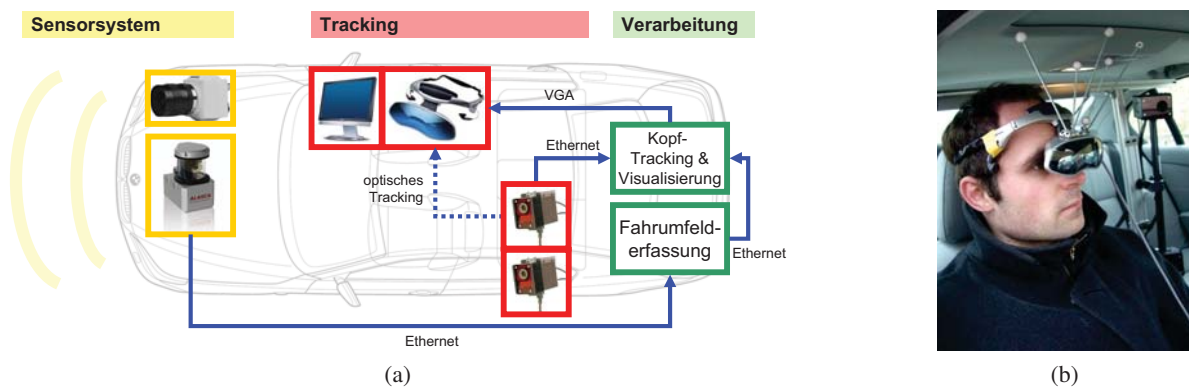 Sensorsystem
Tracking
Verarbeitung
VGA
Ethernet
Kopf-
Tracking &
Visualisierung
optisches
Tracking
Fahrumfeld-
erfassung
Ethernet
Ethernet
(a)
(b)